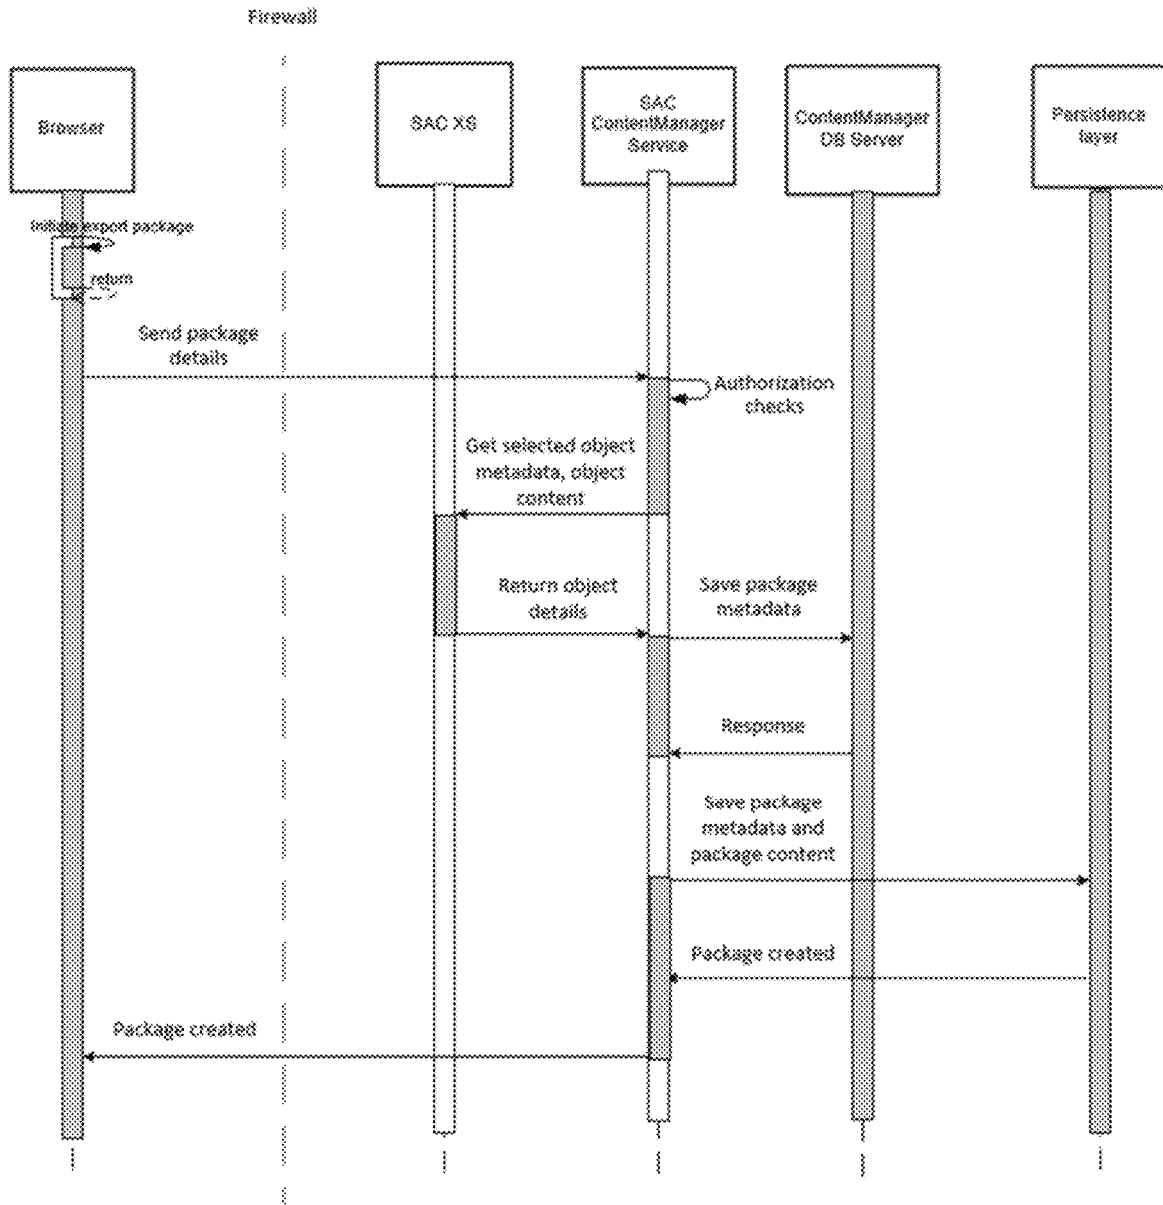 Firewall
Browser
SAC XS
SAC
ContentManager
Service
ContentManager
DB Server
Persistence
layer
Initiate export package
return
Send package
details
Authorization
checks
Get selected object
metadata, object
content
Return object
details
Save package
metadata
Response
Save package
metadata and
package content
Package created
Package created